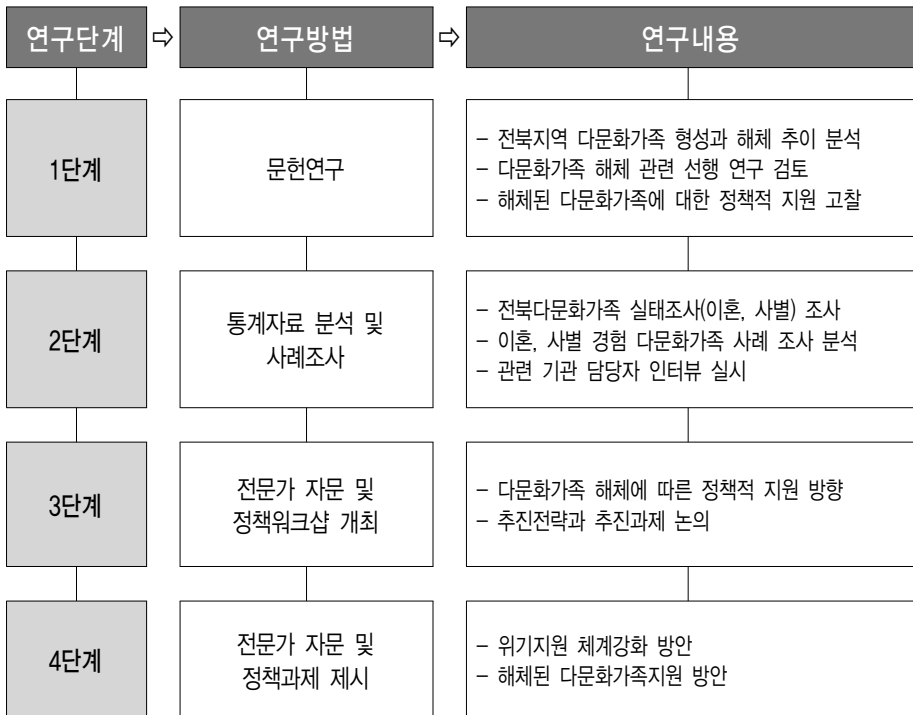 연구단계 ⇨ 연구방법 ⇨ 연구내용
1단계
문헌연구
– 전북지역 다문화가족 형성과 해체 추이 분석
– 다문화가족 해체 관련 선행 연구 검토
– 해체된 다문화가족에 대한 정책적 지원 고찰
2단계
통계자료 분석 및
사례조사
– 전북다문화가족 실태조사(이혼, 사별) 조사
– 이혼, 사별 경험 다문화가족 사례 조사 분석
– 관련 기관 담당자 인터뷰 실시
3단계
전문가 자문 및
정책워크샵 개최
– 다문화가족 해체에 따른 정책적 지원 방향
– 추진전략과 추진과제 논의
4단계
전문가 자문 및
정책과제 제시
– 위기지원 체계강화 방안
– 해체된 다문화가족지원 방안